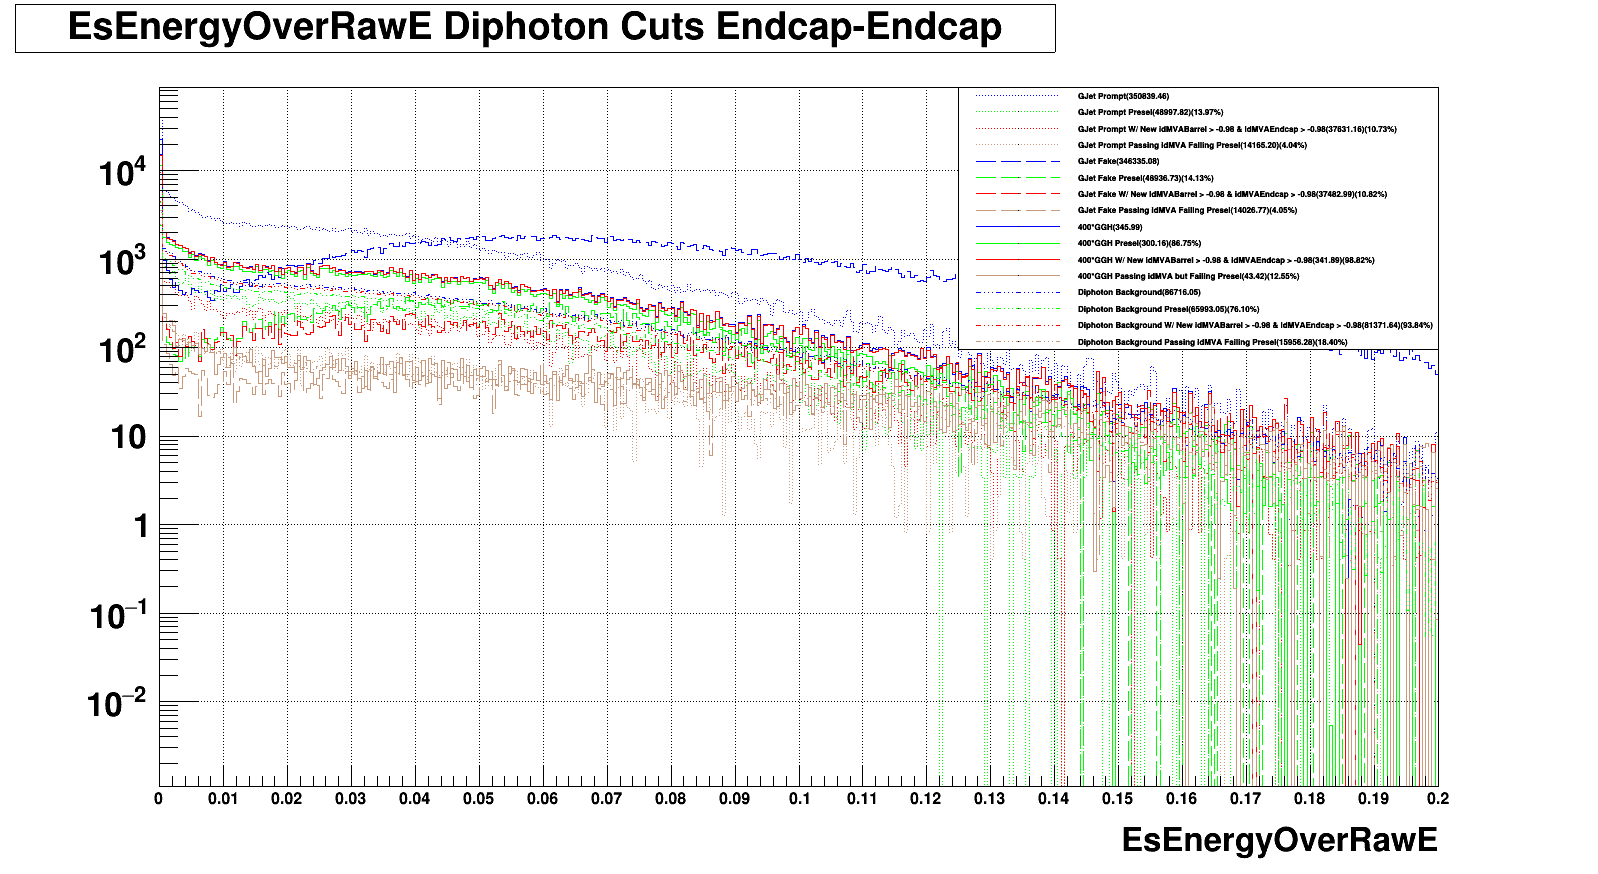 EsEnergyOverRawE Diphoton Cuts Endcap-Endcap
GJet Prompt(350839.46)
GJet Prompt Presel(48997.82)(13.97%)
GJet Prompt W/ New idMVABarrel > -0.98 & idMVAEndcap > -0.98(37631.16)(10.73%)
GJet Prompt Passing idMVA Failing Presel(14165.20)(4.04%)
GJet Fake(346335.08)
GJet Fake Presel(48936.73)(14.13%)
GJet Fake W/ New idMVABarrel > -0.98 & idMVAEndcap > -0.98(37482.99)(10.82%)
GJet Fake Passing idMVA Failing Presel(14026.77)(4.05%)
400*GGH(345.99)
400*GGH Presel(300.16)(86.75%)
400*GGH W/ New idMVABarrel > -0.98 & idMVAEndcap > -0.98(341.89)(98.82%)
400*GGH Passing idMVA but Failing Presel(43.42)(12.55%)
Diphoton Background(86716.05)
Diphoton Background Presel(65993.05)(76.10%)
Diphoton Background W/ New idMVABarrel > -0.98 & idMVAEndcap > -0.98(81371.64)(93.84%)
Diphoton Background Passing idMVA Failing Presel(15956.28)(18.40%)
10⁴
10³
10²
10
1
10⁻¹
10⁻²
0 0.01 0.02 0.03 0.04 0.05 0.06 0.07 0.08 0.09 0.1 0.11 0.12 0.13 0.14 0.15 0.16 0.17 0.18 0.19 0.2
EsEnergyOverRawE